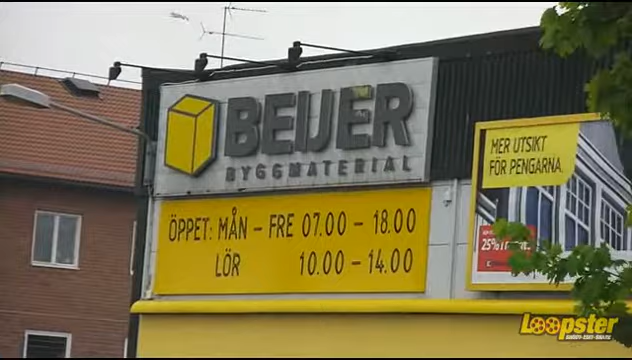 BEIJER
BYGGMATERIAL
ÖPPET: MÅN - FRE 07.00 - 18.00
LÖR 10.00 - 14.00
MER UTSIKT
FÖR PENGARNA.
25%
Loopster